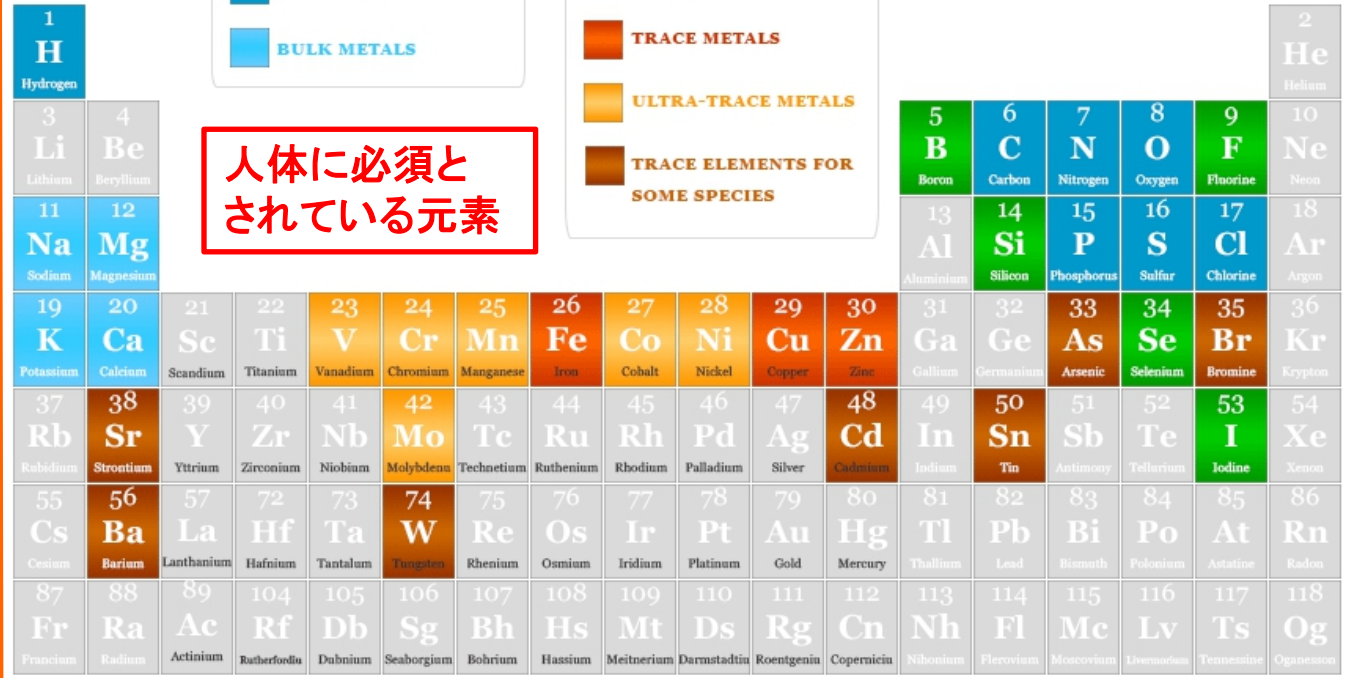 BULK METALS
TRACE METALS
ULTRA-TRACE METALS
TRACE ELEMENTS FOR
SOME SPECIES
人体に必須と
されている元素
1 2
H He
Hydrogen Helium
3 4 5 6 7 8 9 10
Li Be B C N O F Ne
Lithium Beryllium Boron Carbon Nitrogen Oxygen Fluorine Neon
11 12 13 14 15 16 17 18
Na Mg Al Si P S Cl Ar
Sodium Magnesium Aluminium Silicon Phosphorus Sulfur Chlorine Argon
19 20 21 22 23 24 25 26 27 28 29 30 31 32 33 34 35 36
K Ca Sc Ti V Cr Mn Fe Co Ni Cu Zn Ga Ge As Se Br Kr
Potassium Calcium Scandium Titanium Vanadium Chromium Manganese Iron Cobalt Nickel Copper Zinc Gallium Germanium Arsenic Selenium Bromine Krypton
37 38 39 40 41 42 43 44 45 46 47 48 49 50 51 52 53 54
Rb Sr Y Zr Nb Mo Tc Ru Rh Pd Ag Cd In Sn Sb Te I Xe
Rubidium Strontium Yttrium Zirconium Niobium Molybdenu Technetium Ruthenium Rhodium Palladium Silver Cadmium Indium Tin Antimony Tellurium Iodine Xenon
55 56 57 72 73 74 75 76 77 78 79 80 81 82 83 84 85 86
Cs Ba La Hf Ta W Re Os Ir Pt Au Hg Tl Pb Bi Po At Rn
Cesium Barium Lanthanium Hafnium Tantalum Tungsten Rhenium Osmium Iridium Platinum Gold Mercury Thallium Lead Bismuth Polonium Astatine Radon
87 88 89 104 105 106 107 108 109 110 111 112 113 114 115 116 117 118
Fr Ra Ac Rf Db Sg Bh Hs Mt Ds Rg Cn Nh Fl Mc Lv Ts Og
Francium Radium Actinium Rutherfordiu Dubnium Seaborgium Bohrium Hassium Meitnerium Darmstadtiu Roentgeniu Coperniciu Nihonium Flerovium Moscovium Livermorium Tennessine Oganesson